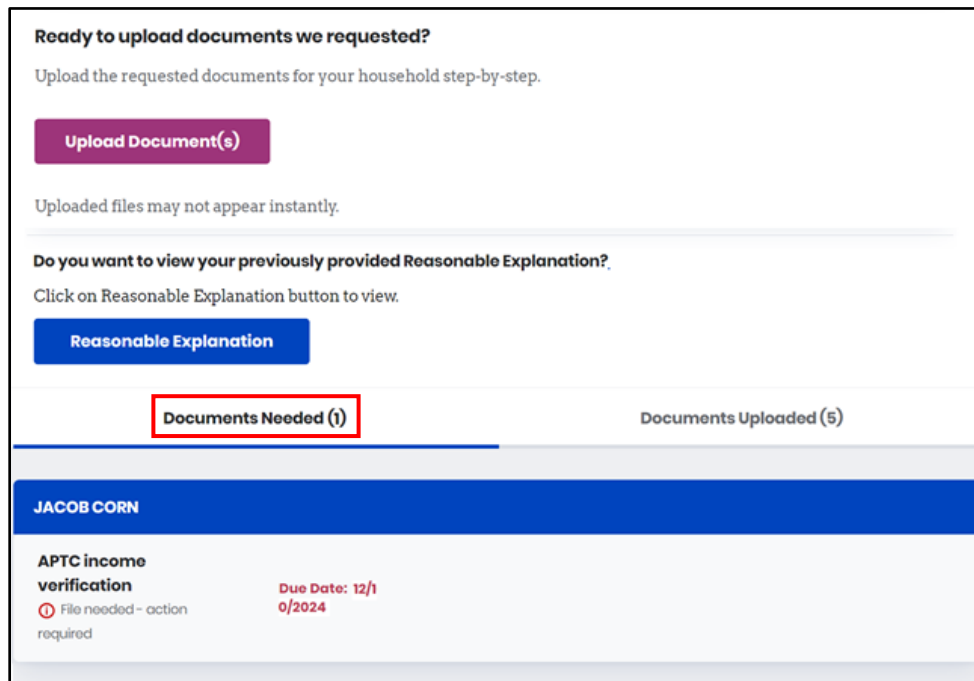 Ready to upload documents we requested?
Upload the requested documents for your household step-by-step.
Upload Document(s)
Uploaded files may not appear instantly.
Do you want to view your previously provided Reasonable Explanation?
Click on Reasonable Explanation button to view.
Reasonable Explanation
Documents Needed (1)
Documents Uploaded (5)
JACOB CORN
APTC income
verification
File needed - action
required
Due Date: 12/1
0/2024